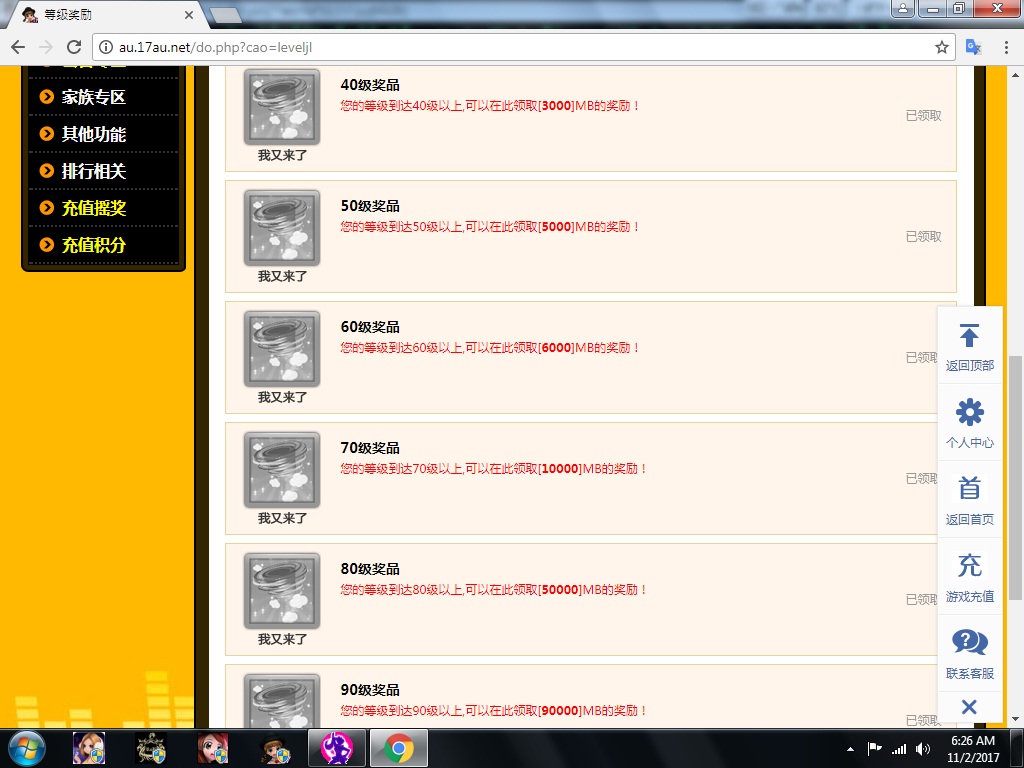 等级奖励
au.17au.net/do.php?cao=leveljl
家族专区
其他功能
排行相关
充值摇奖
充值积分
40级奖品
您的等级到达40级以上,可以在此领取[3000]MB的奖励！
已领取
我又来了
50级奖品
您的等级到达50级以上,可以在此领取[5000]MB的奖励！
已领取
我又来了
60级奖品
您的等级到达60级以上,可以在此领取[6000]MB的奖励！
已领取
我又来了
70级奖品
您的等级到达70级以上,可以在此领取[10000]MB的奖励！
已领取
我又来了
80级奖品
您的等级到达80级以上,可以在此领取[50000]MB的奖励！
已领取
我又来了
90级奖品
您的等级到达90级以上,可以在此领取[90000]MB的奖励！
已领取
返回顶部
个人中心
首
返回首页
充
游戏充值
联系客服
6:26 AM
11/2/2017